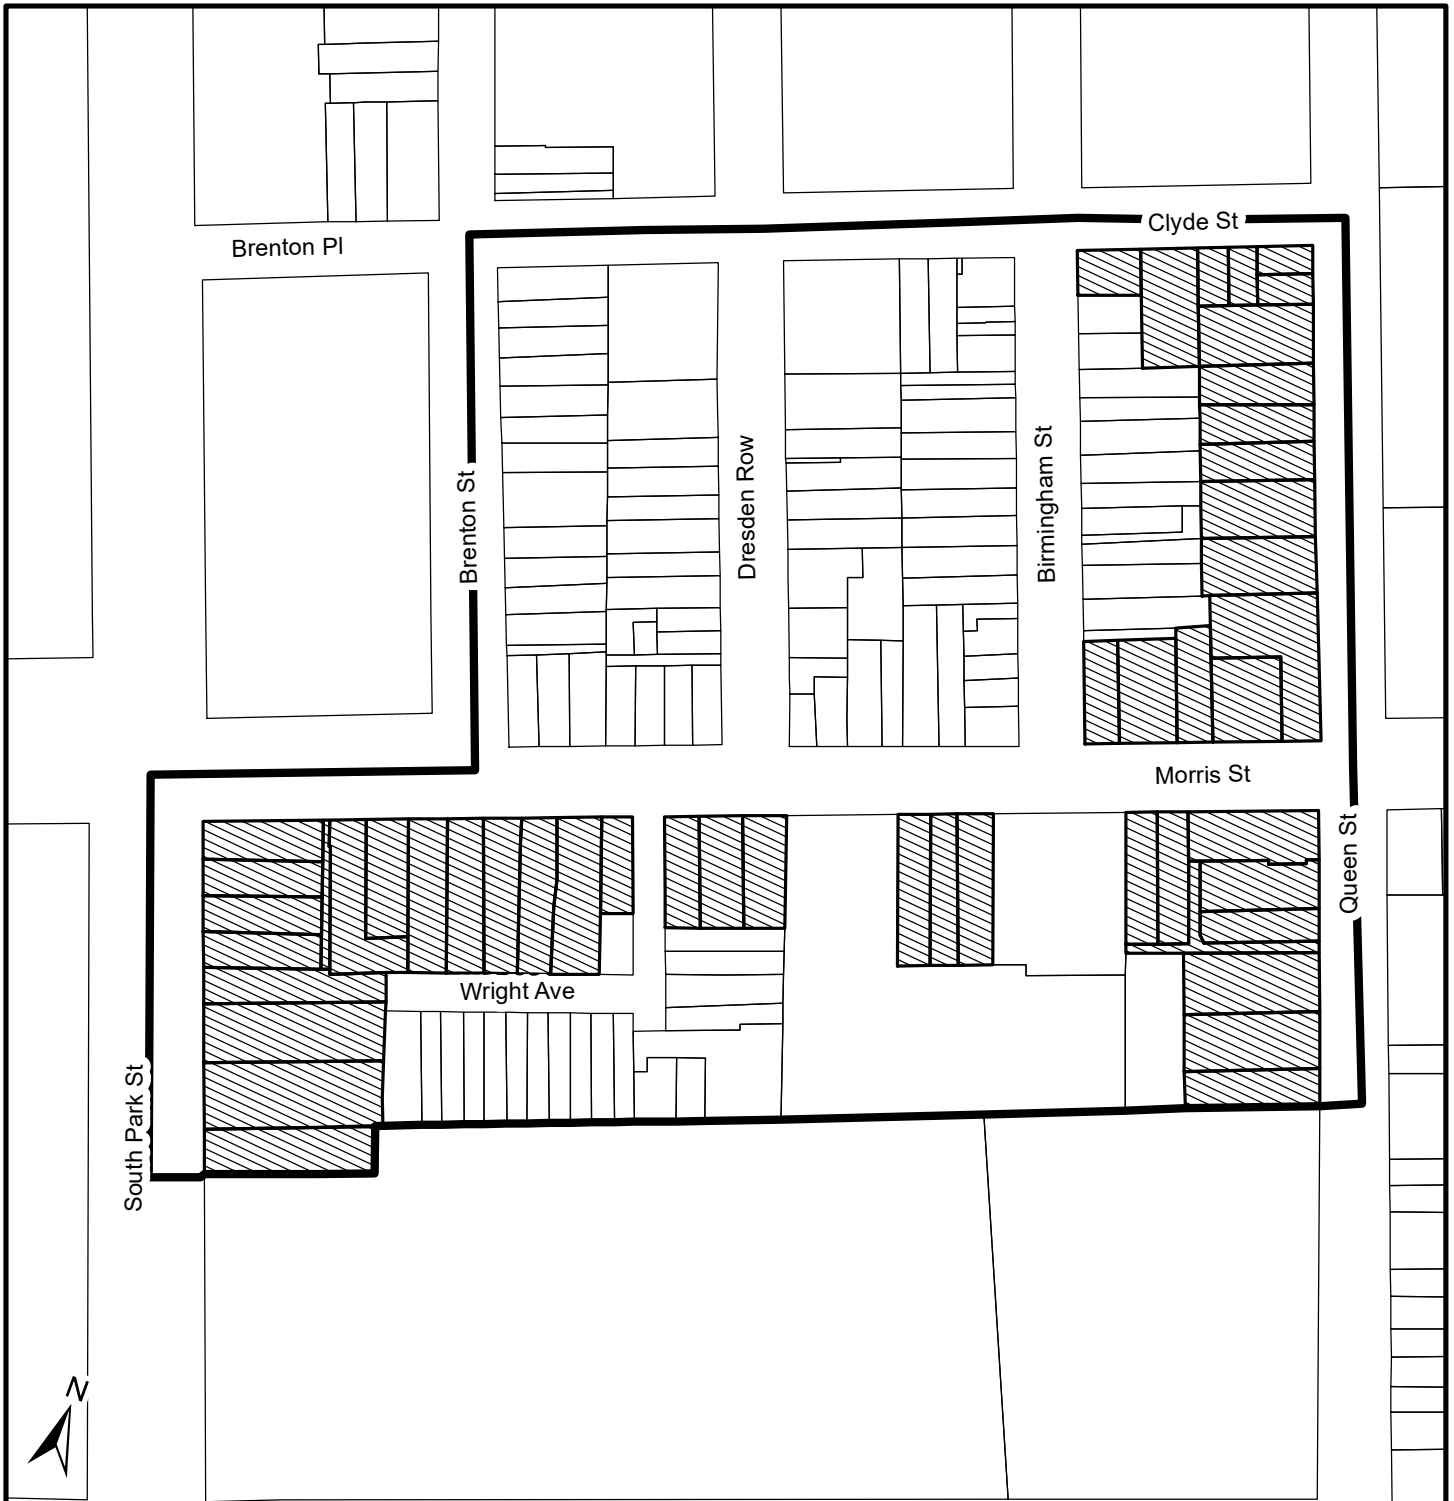 Clyde St
Brenton Pl
Brenton St
Dresden Row
Birmingham St
Morris St
Queen St
Wright Ave
South Park St
N